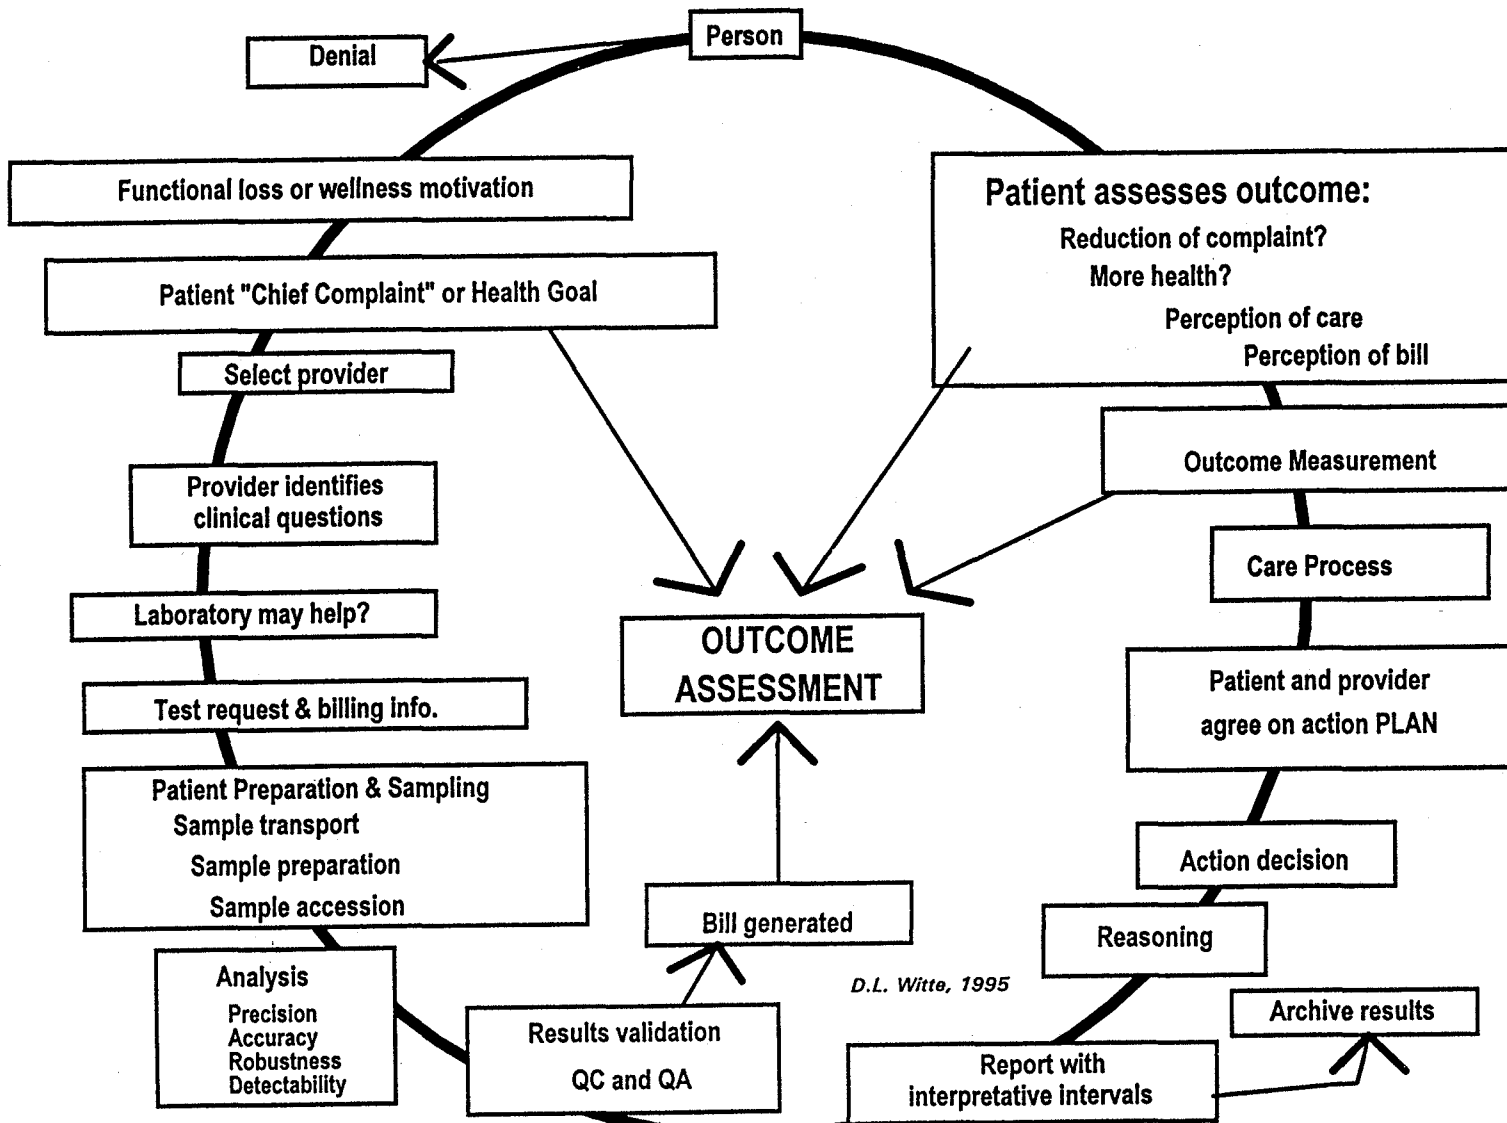 Person
Denial
Functional loss or wellness motivation
Patient "Chief Complaint" or Health Goal
Select provider
Provider identifies
clinical questions
Laboratory may help?
Test request & billing info.
Patient Preparation & Sampling
Sample transport
Sample preparation
Sample accession
Analysis
Precision
Accuracy
Robustness
Detectability
Results validation
QC and QA
Bill generated
OUTCOME
ASSESSMENT
D.L. Witte, 1995
Report with
interpretative intervals
Archive results
Reasoning
Action decision
Patient and provider
agree on action PLAN
Care Process
Outcome Measurement
Patient assesses outcome:
Reduction of complaint?
More health?
Perception of care
Perception of bill